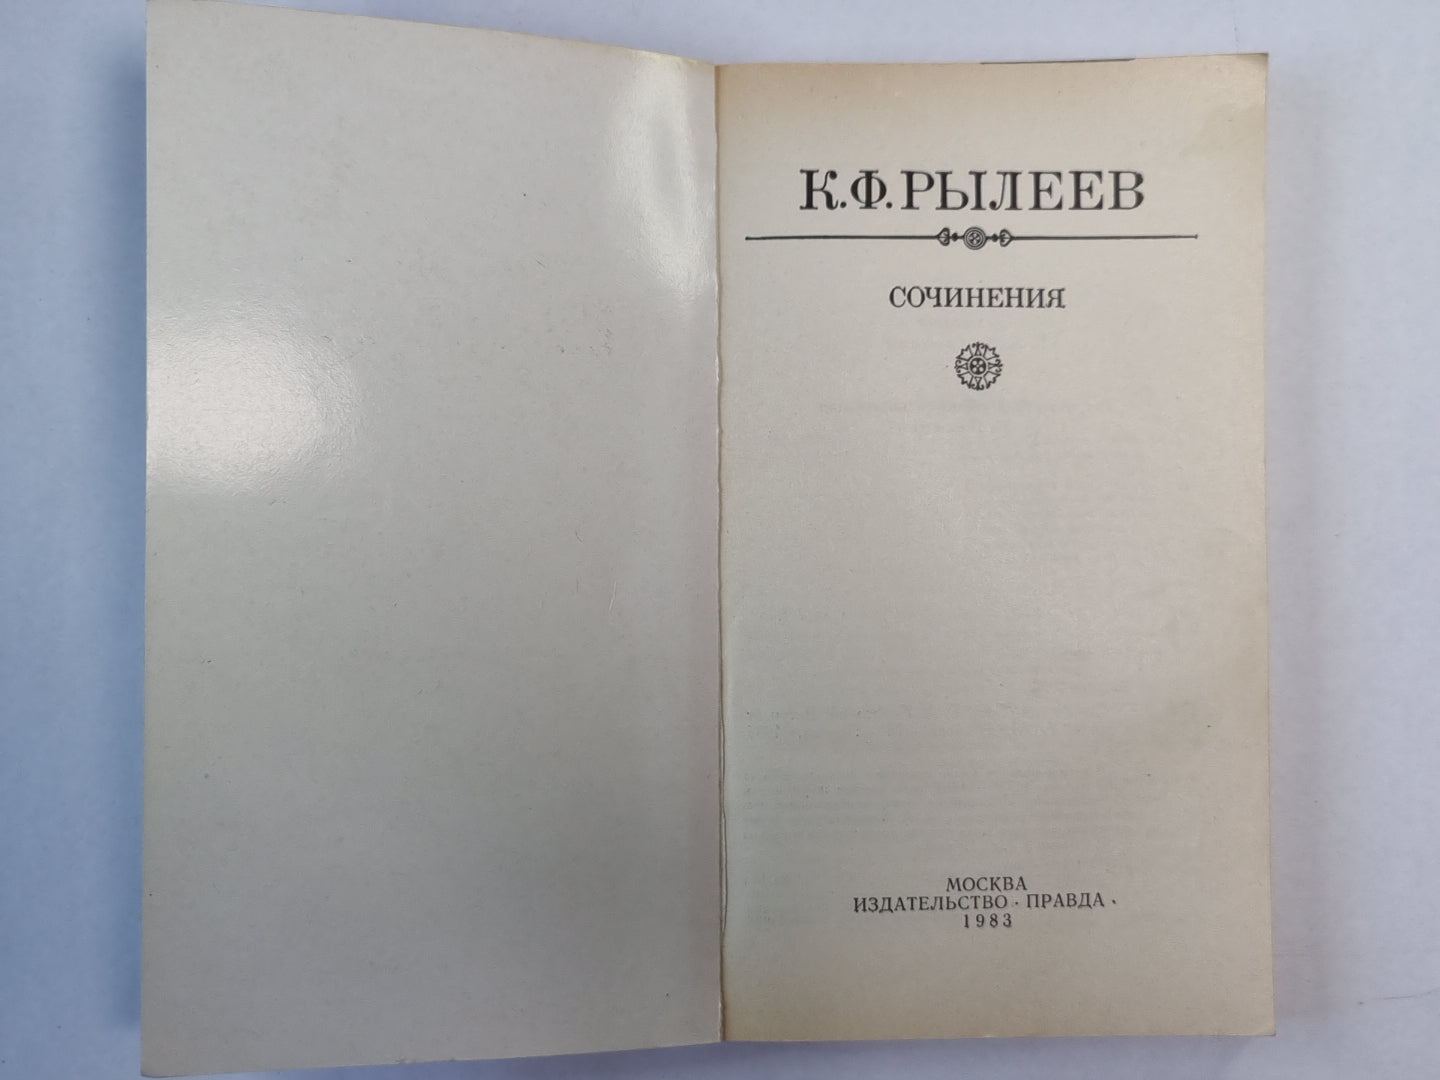 К.Ф.РЫЛЕЕВ
СОЧИНЕНИЯ
МОСКВА
ИЗДАТЕЛЬСТВО · ПРАВДА ·
1983